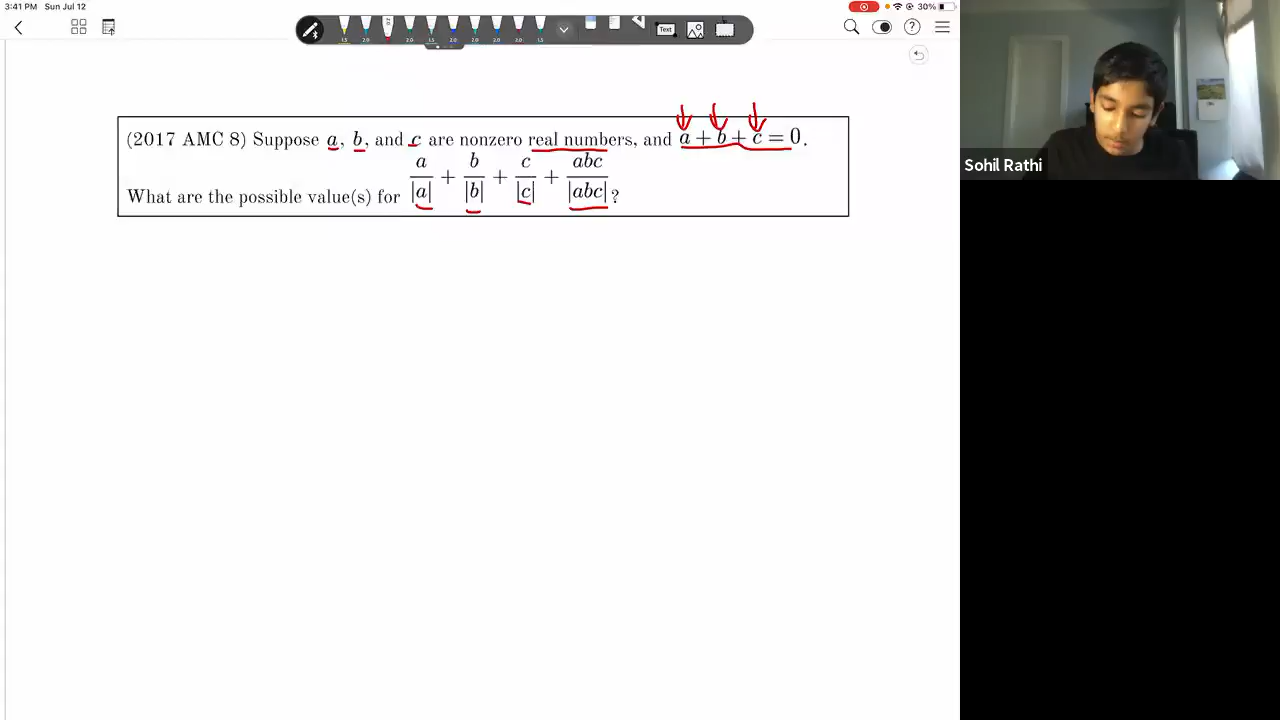 3:41 PM Sun Jul 12
30%
Text
(2017 AMC 8) Suppose a, b, and c are nonzero real numbers, and a + b + c = 0.
What are the possible value(s) for a/|a| + b/|b| + c/|c| + abc/|abc| ?
Sohil Rathi